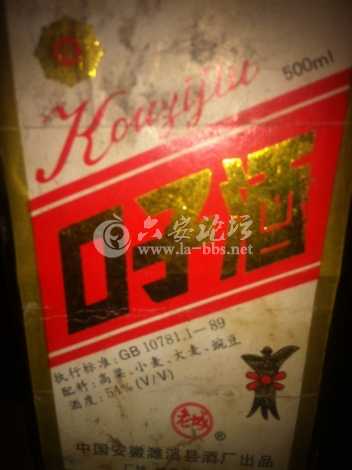 500ml
Kouzijiu
口子酒
六安论坛
www.la-bbs.net
执行标准：GB 10781.1—89
配料：高粱、小麦、大麦、豌豆
酒度：54% (V/V)
老城
®
中国安徽濉溪县酒厂出品